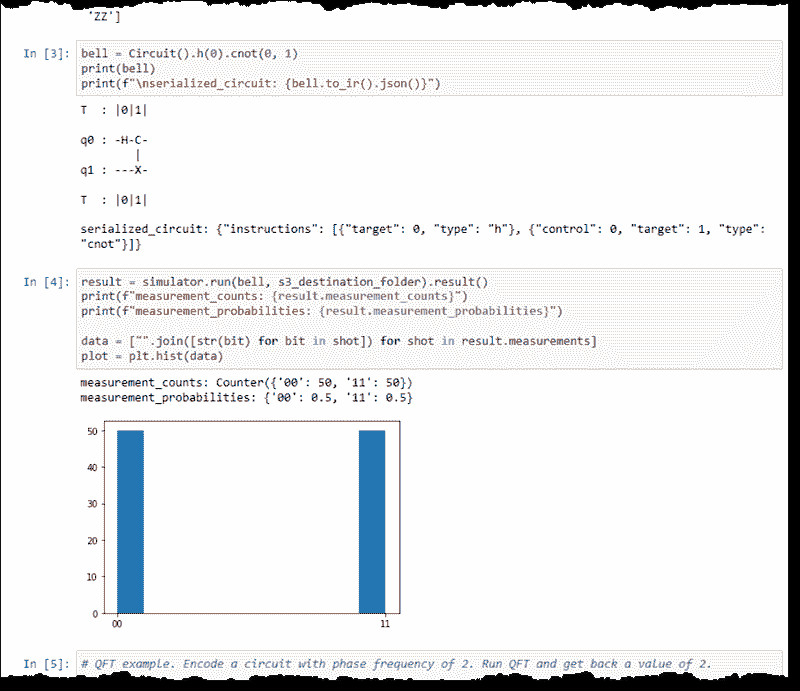 'ZZ']
In [3]: bell = Circuit().h(0).cnot(0, 1)
print(bell)
print(f"\nserialized_circuit: {bell.to_ir().json()}")
T  : |0|1|
q0 : -H-C-
|
q1 : ---X-
T  : |0|1|
serialized_circuit: {"instructions": [{"target": 0, "type": "h"}, {"control": 0, "target": 1, "type":
"cnot"}]}
In [4]: result = simulator.run(bell, s3_destination_folder).result()
print(f"measurement_counts: {result.measurement_counts}")
print(f"measurement_probabilities: {result.measurement_probabilities}")
data = ["".join([str(bit) for bit in shot]) for shot in result.measurements]
plot = plt.hist(data)
measurement_counts: Counter({'00': 50, '11': 50})
measurement_probabilities: {'00': 0.5, '11': 0.5}
50
40
30
20
10
0
00 11
In [5]: # QFT example. Encode a circuit with phase frequency of 2. Run QFT and get back a value of 2.